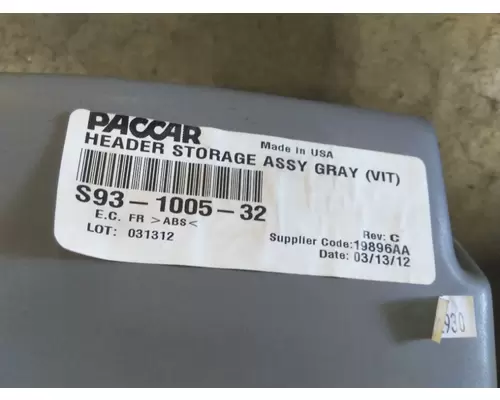 PACCAR
Made in USA
HEADER STORAGE ASSY GRAY (VIT)
S93-1005-32
E.C. FR >ABS<
Rev: C
LOT: 031312
Supplier Code: 19896AA
Date: 03/13/12
930